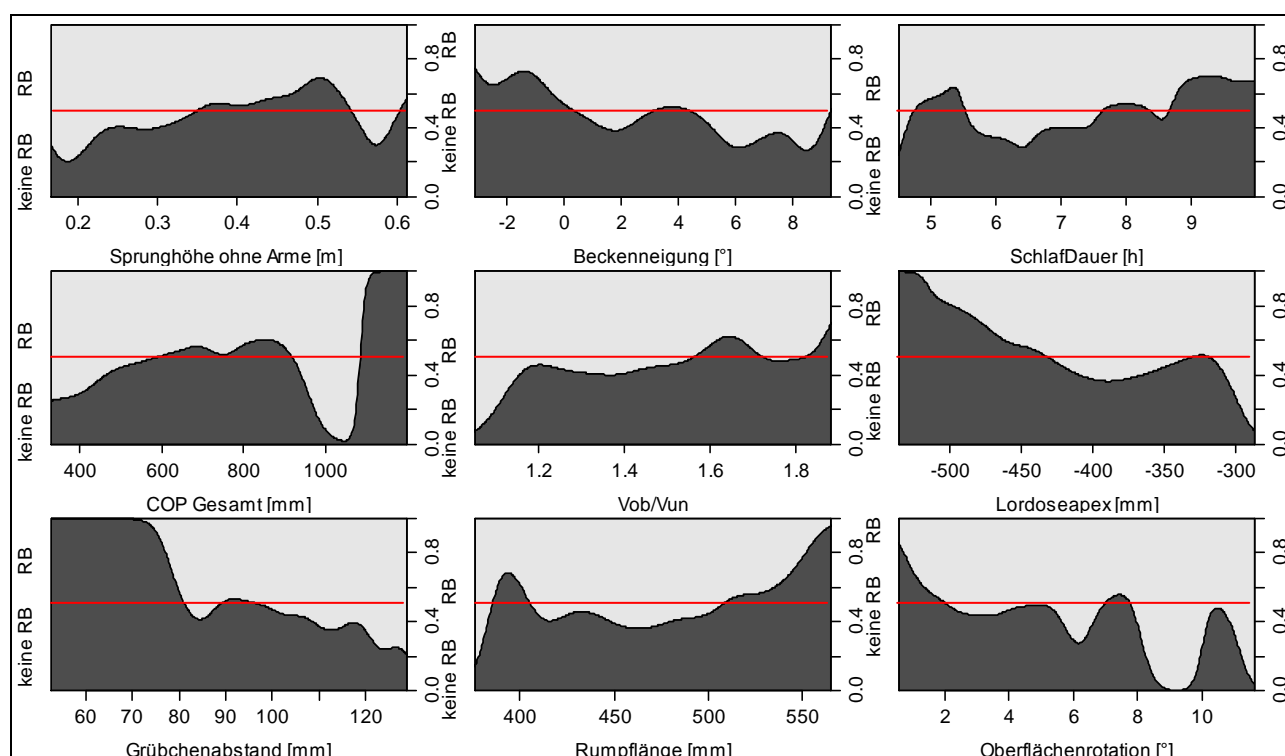 keine RB RB 0.0 0.4 0.8
0.2 0.3 0.4 0.5 0.6
Sprunghöhe ohne Arme [m]
keine RB RB 0.0 0.4 0.8
-2 0 2 4 6 8
Beckenneigung [°]
keine RB RB 0.0 0.4 0.8
5 6 7 8 9
SchlafDauer [h]
keine RB RB 0.0 0.4 0.8
400 600 800 1000
COP Gesamt [mm]
keine RB RB 0.0 0.4 0.8
1.2 1.4 1.6 1.8
Vob/Vun
keine RB RB 0.0 0.4 0.8
-500 -450 -400 -350 -300
Lordoseapex [mm]
keine RB RB 0.0 0.4 0.8
60 70 80 90 100 120
Grübchenabstand [mm]
keine RB RB 0.0 0.4 0.8
400 450 500 550
Rumpflänge [mm]
keine RB RB 0.0 0.4 0.8
2 4 6 8 10
Oberflächenrotation [°]